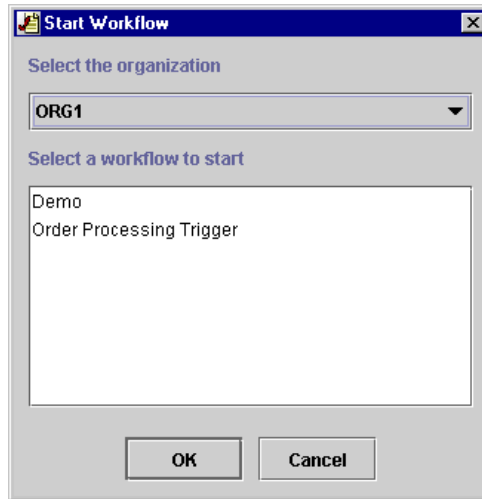 Start Workflow
Select the organization
ORG1
Select a workflow to start
Demo
Order Processing Trigger
OK Cancel